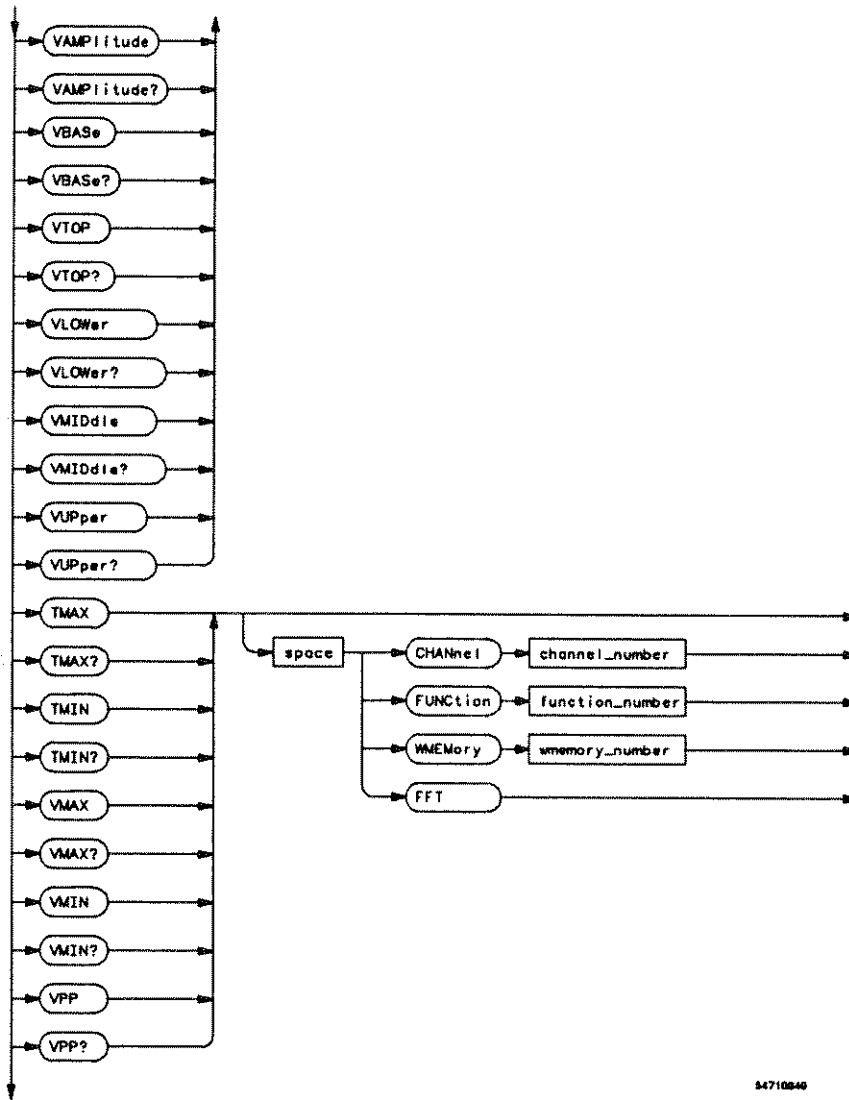 VAMPlitude
VAMPlitude?
VBASe
VBASe?
VTOP
VTOP?
VLOWer
VLOWer?
VMIDdle
VMIDdle?
VUPper
VUPper?
TMAX
space
CHANnel
channel_number
TMAX?
FUNCtion
function_number
TMIN
WMEMory
wmemory_number
TMIN?
FFT
VMAX
VMAX?
VMIN
VMIN?
VPP
VPP?